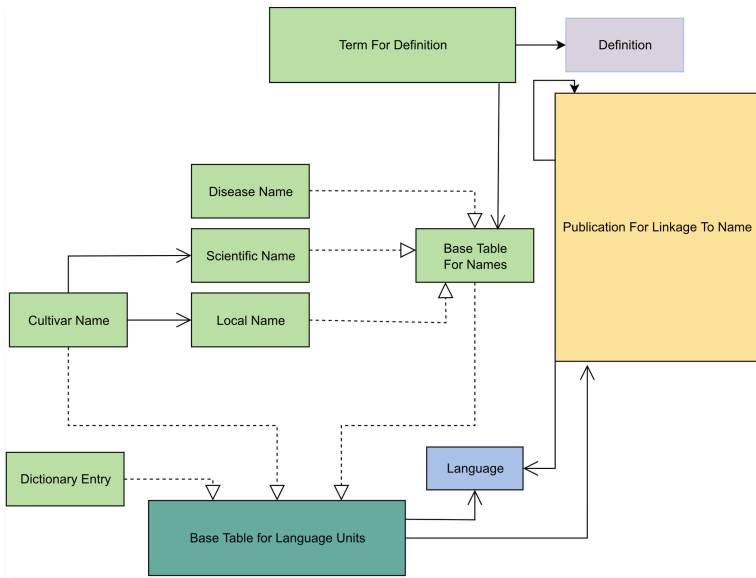 Term For Definition
Definition
Publication For Linkage To Name
Disease Name
Scientific Name
Base Table
For Names
Cultivar Name
Local Name
Language
Dictionary Entry
Base Table for Language Units